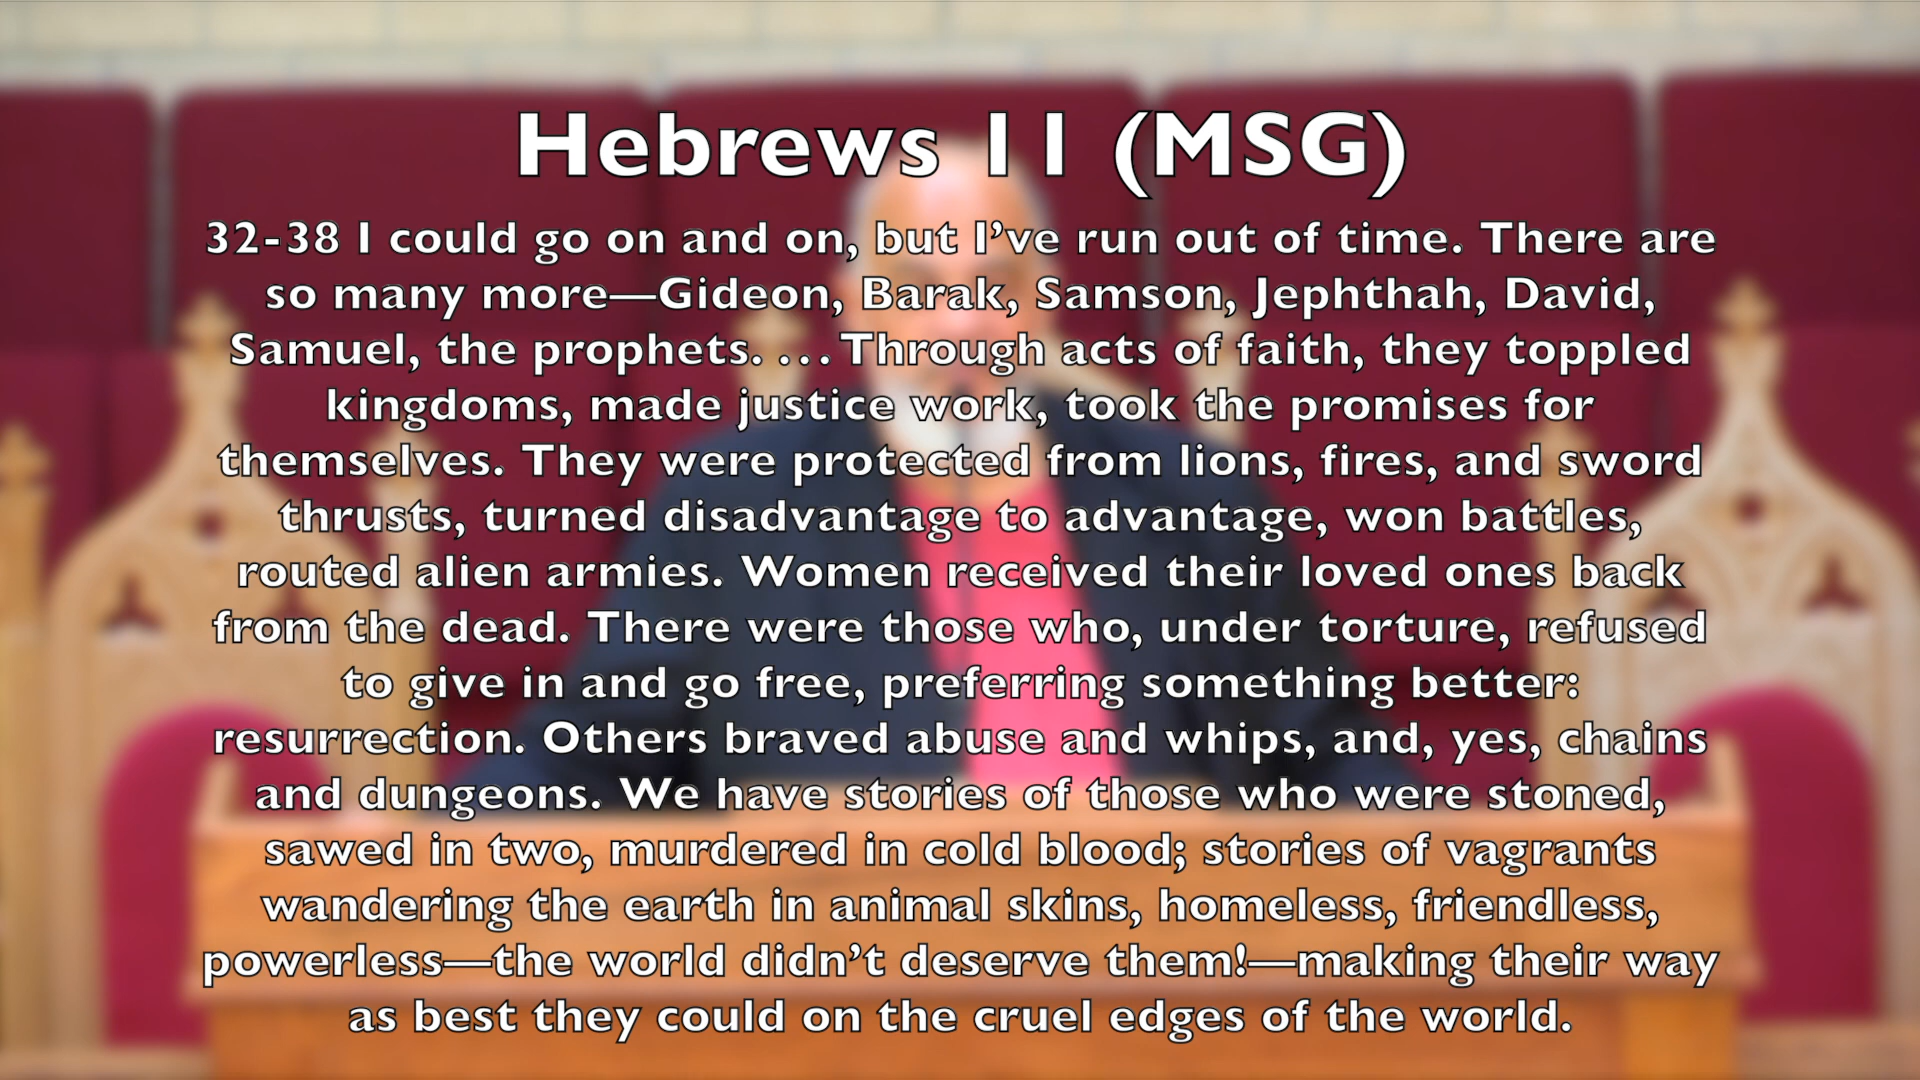 Hebrews 11 (MSG)
32-38 I could go on and on, but I’ve run out of time. There are
so many more—Gideon, Barak, Samson, Jephthah, David,
Samuel, the prophets. … Through acts of faith, they toppled
kingdoms, made justice work, took the promises for
themselves. They were protected from lions, fires, and sword
thrusts, turned disadvantage to advantage, won battles,
routed alien armies. Women received their loved ones back
from the dead. There were those who, under torture, refused
to give in and go free, preferring something better:
resurrection. Others braved abuse and whips, and, yes, chains
and dungeons. We have stories of those who were stoned,
sawed in two, murdered in cold blood; stories of vagrants
wandering the earth in animal skins, homeless, friendless,
powerless—the world didn’t deserve them!—making their way
as best they could on the cruel edges of the world.